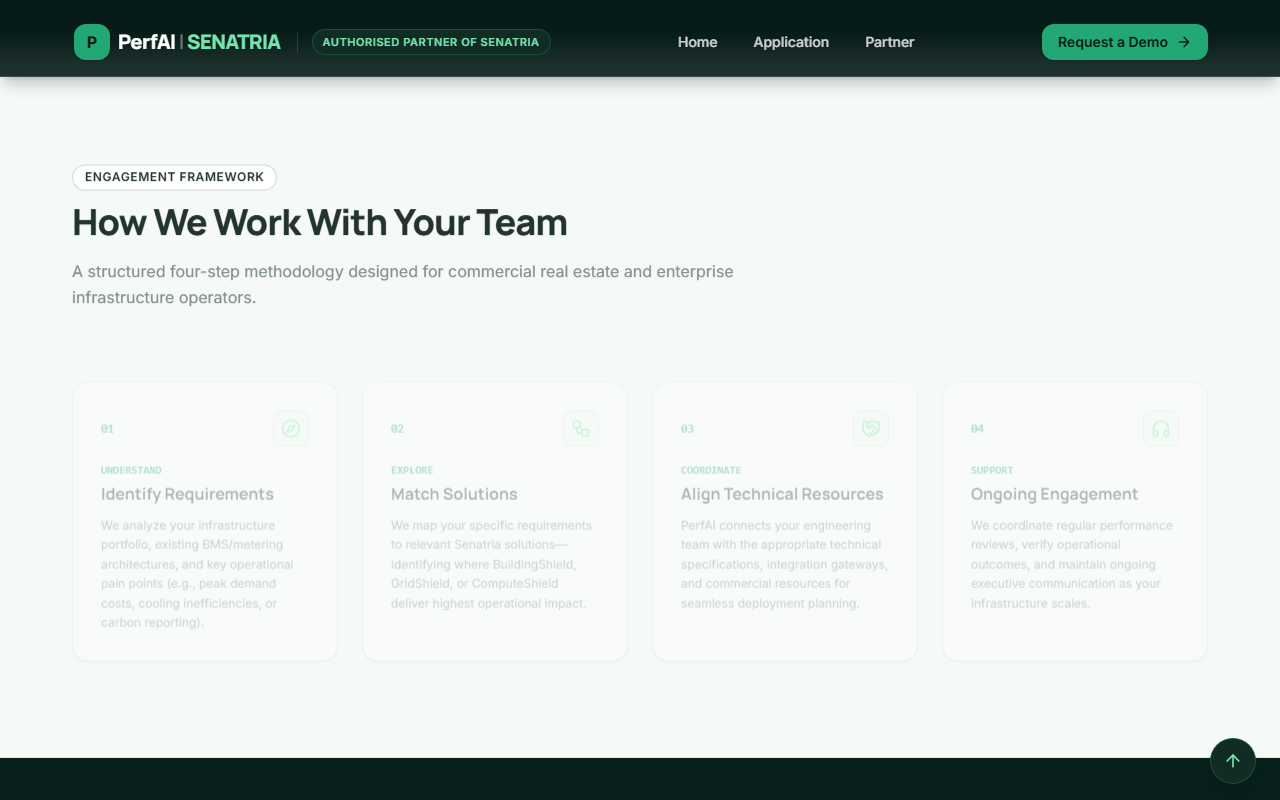 P PerfAI | SENATRIA AUTHORISED PARTNER OF SENATRIA Home Application Partner Request a Demo
ENGAGEMENT FRAMEWORK
How We Work With Your Team
A structured four-step methodology designed for commercial real estate and enterprise
infrastructure operators.
01
UNDERSTAND
Identify Requirements
We analyze your infrastructure
portfolio, existing BMS/metering
architectures, and key operational
pain points (e.g., peak demand
costs, cooling inefficiencies, or
carbon reporting).
02
EXPLORE
Match Solutions
We map your specific requirements
to relevant Senatria solutions—
identifying where BuildingShield,
GridShield, or ComputeShield
deliver highest operational impact.
03
COORDINATE
Align Technical Resources
PerfAI connects your engineering
team with the appropriate technical
specifications, integration gateways,
and commercial resources for
seamless deployment planning.
04
SUPPORT
Ongoing Engagement
We coordinate regular performance
reviews, verify operational
outcomes, and maintain ongoing
executive communication as your
infrastructure scales.